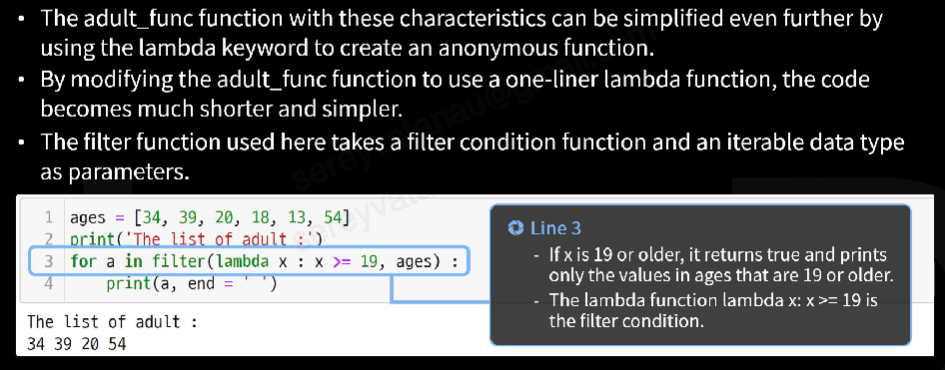 • The adult_func function with these characteristics can be simplified even further by
using the lambda keyword to create an anonymous function.
• By modifying the adult_func function to use a one-liner lambda function, the code
becomes much shorter and simpler.
• The filter function used here takes a filter condition function and an iterable data type
as parameters.
1 ages = [34, 39, 20, 18, 13, 54]
2 print('The list of adult :')
3 for a in filter(lambda x : x >= 19, ages) :
4     print(a, end = ' ')
Line 3
- If x is 19 or older, it returns true and prints
only the values in ages that are 19 or older.
- The lambda function lambda x: x >= 19 is
the filter condition.
The list of adult :
34 39 20 54